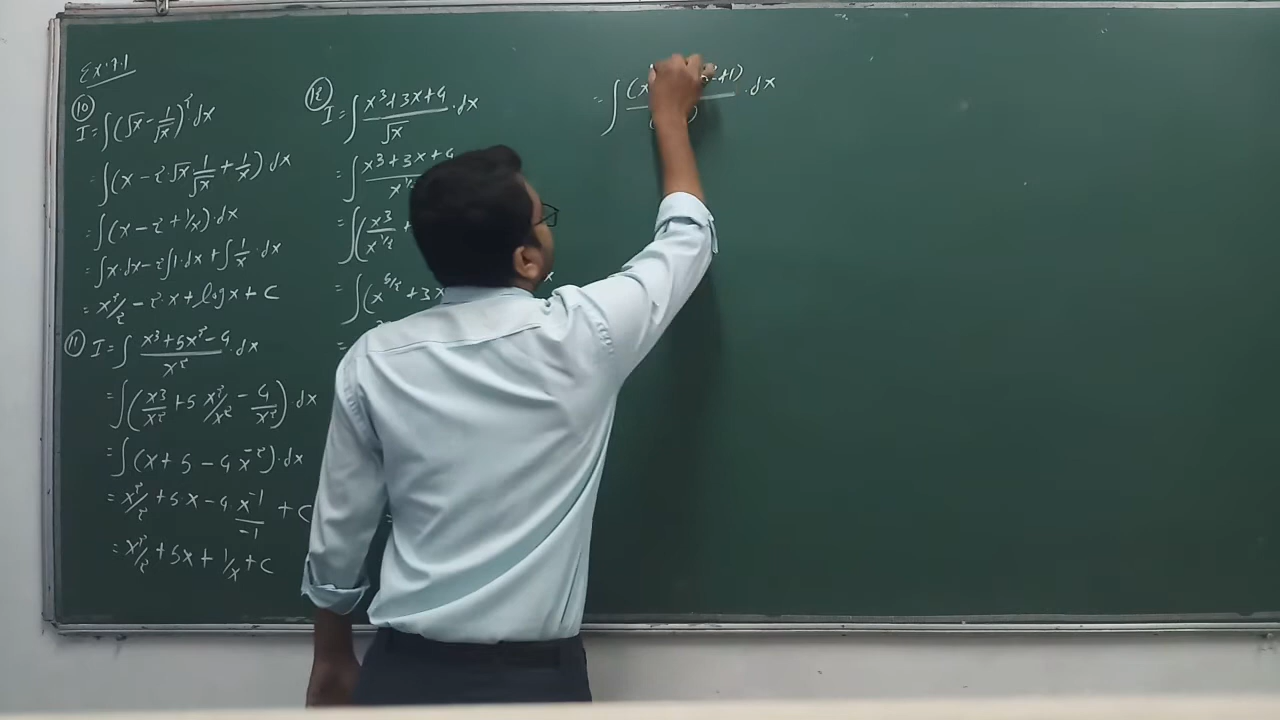 Ex. 7.1
⑩
I = ∫(√x - 1/√x)² dx
= ∫(x - 2√x 1/√x + 1/x) dx
= ∫(x - 2 + 1/x) . dx
= ∫x . dx - 2∫1 . dx + ∫1/x . dx
= x²/2 - 2 . x + log x + C
⑪ I = ∫ (x³ + 5x² - 4)/x² . dx
= ∫(x³/x² + 5 x²/x² - 4/x²) . dx
= ∫(x + 5 - 4x⁻²) . dx
= x²/2 + 5x - 4 x⁻¹/-1 + C
= x²/2 + 5x + 1/x + C
⑫
I = ∫ (x³ + 3x + 4)/√x . dx
= ∫ (x³ + 3x + 4
= ∫(x³/x^1/2 +
= ∫(x^5/2 + 3x
=
= ∫ (x +1) . dx